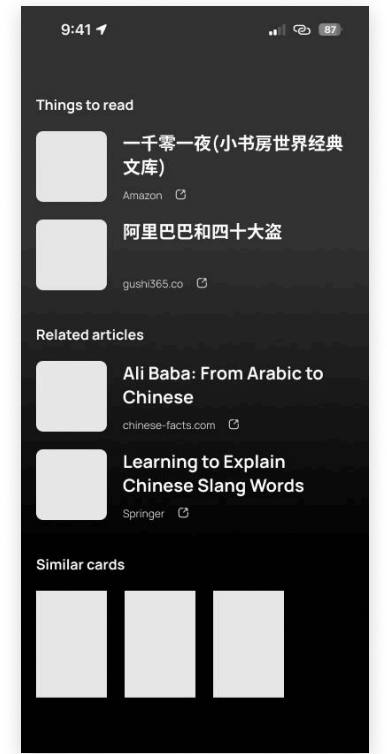 9:41
87
Things to read
一千零一夜(小书房世界经典
文库)
Amazon
阿里巴巴和四十大盗
gushi365.co
Related articles
Ali Baba: From Arabic to
Chinese
chinese-facts.com
Learning to Explain
Chinese Slang Words
Springer
Similar cards